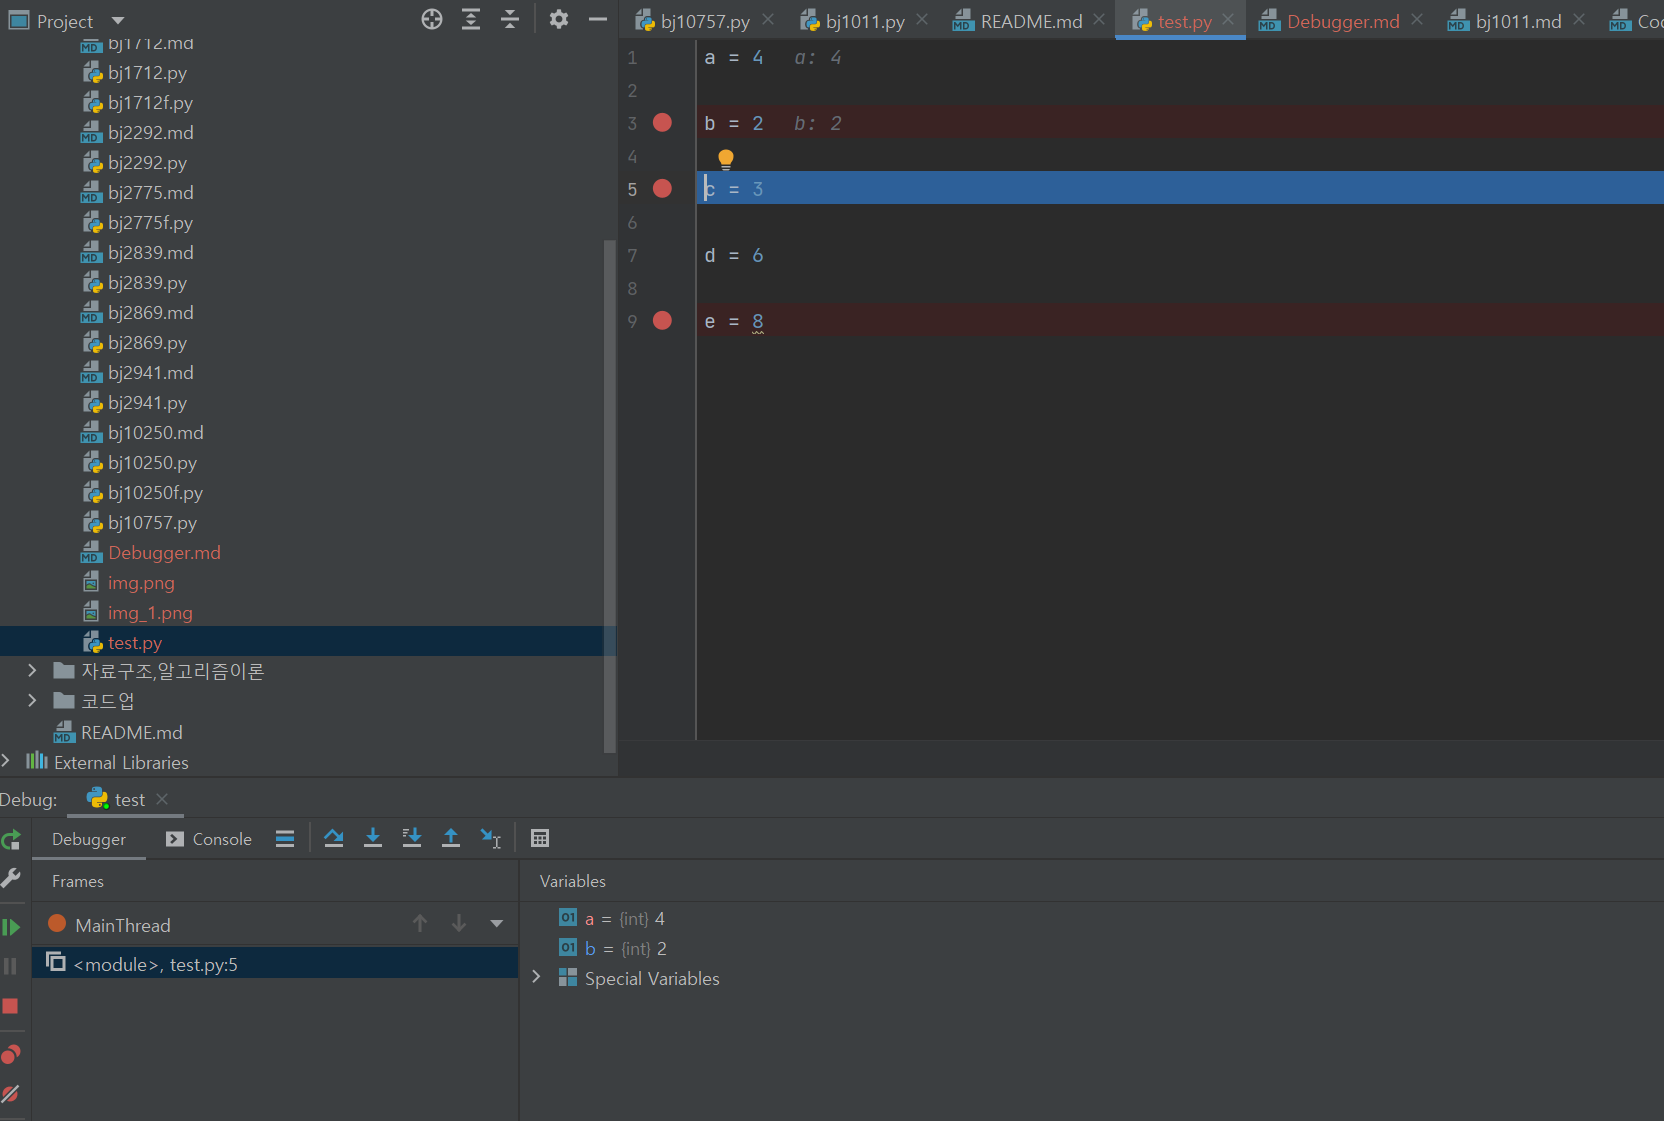 Project
bj1712.md
bj1712.py
bj1712f.py
bj2292.md
bj2292.py
bj2775.md
bj2775f.py
bj2839.md
bj2839.py
bj2869.md
bj2869.py
bj2941.md
bj2941.py
bj10250.md
bj10250.py
bj10250f.py
bj10757.py
Debugger.md
img.png
img_1.png
test.py
자료구조,알고리즘이론
코드업
README.md
External Libraries
bj10757.py bj1011.py README.md test.py Debugger.md bj1011.md Co
1 a = 4 a: 4
2
3 b = 2 b: 2
4
5 c = 3
6
7 d = 6
8
9 e = 8
Debug: test
Debugger Console
Frames
MainThread
<module>, test.py:5
Variables
01 a = {int} 4
01 b = {int} 2
Special Variables